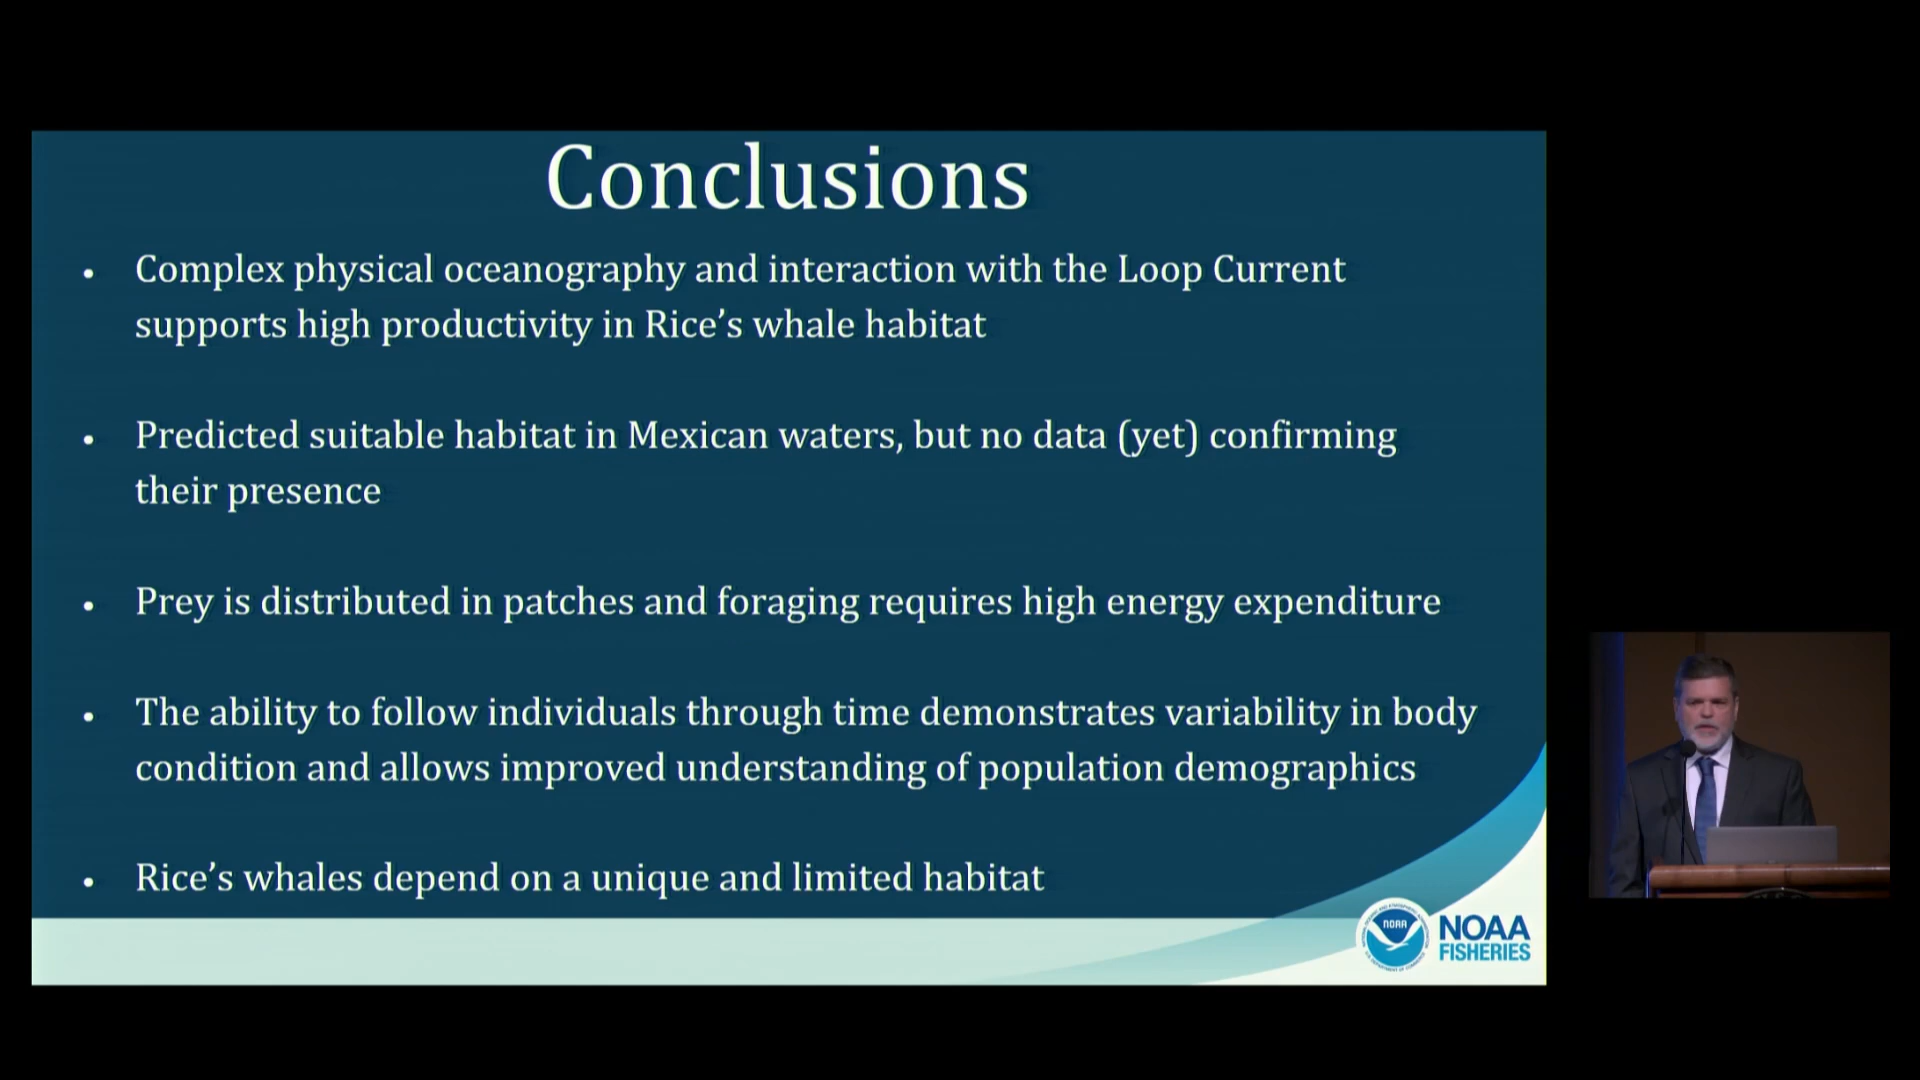 Conclusions
• Complex physical oceanography and interaction with the Loop Current
supports high productivity in Rice’s whale habitat
• Predicted suitable habitat in Mexican waters, but no data (yet) confirming
their presence
• Prey is distributed in patches and foraging requires high energy expenditure
• The ability to follow individuals through time demonstrates variability in body
condition and allows improved understanding of population demographics
• Rice’s whales depend on a unique and limited habitat
NOAA
NOAA
FISHERIES